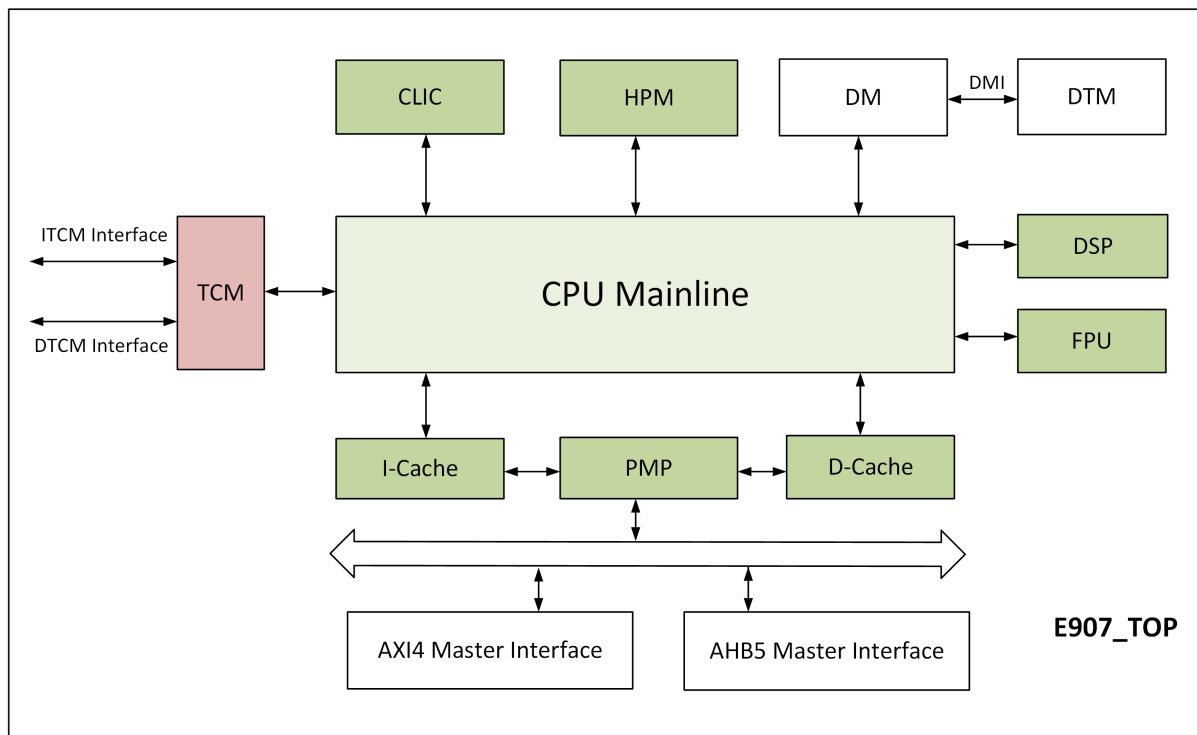 CLIC
HPM
DM
DMI
DTM
ITCM Interface
DTCM Interface
TCM
CPU Mainline
DSP
FPU
I-Cache
PMP
D-Cache
AXI4 Master Interface
AHB5 Master Interface
E907_TOP